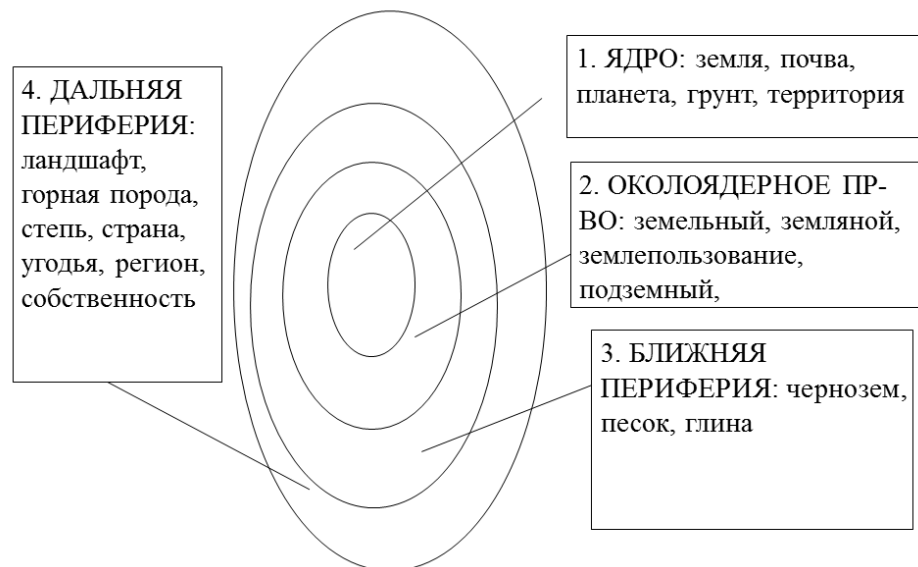 4. ДАЛЬНЯЯ
ПЕРИФЕРИЯ:
ландшафт,
горная порода,
степь, страна,
угодья, регион,
собственность
1. ЯДРО: земля, почва,
планета, грунт, территория
2. ОКОЛОЯДЕРНОЕ ПР-
ВО: земельный, земляной,
землепользование,
подземный,
3. БЛИЖНЯЯ
ПЕРИФЕРИЯ: чернозем,
песок, глина